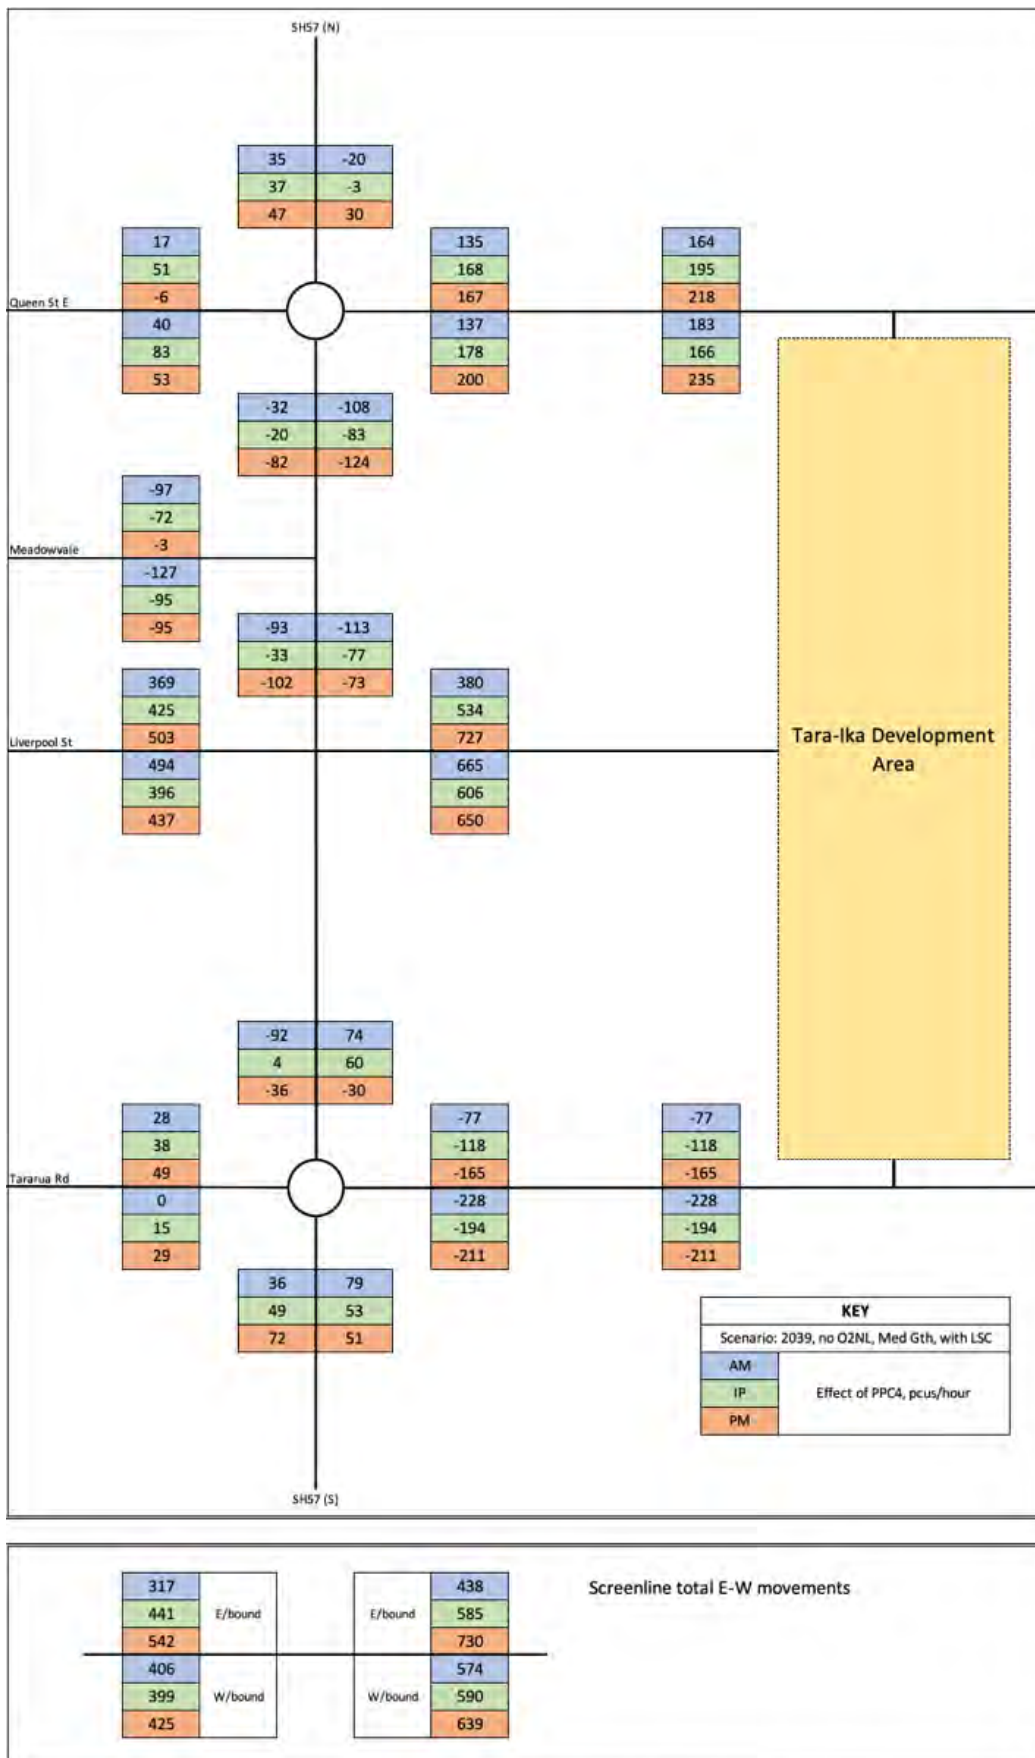 SH57 (N)
35 -20
37 -3
47 30
17 135 164
51 168 195
-6 167 218
Queen St E
40 137 183
83 178 166
53 200 235
-32 -108
-20 -83
-82 -124
-97
-72
-3
Meadowvale
-127
-95
-95
-93 -113
-33 -77
-102 -73
369 380
425 534
503 727
Liverpool St
Tara-Ika Development
Area
494 665
396 606
437 650
-92 74
4 60
-36 -30
28 -77 -77
38 -118 -118
49 -165 -165
Tararua Rd
0 -228 -228
15 -194 -194
29 -211 -211
36 79
49 53
72 51
KEY
Scenario: 2039, no O2NL, Med Gth, with LSC
AM
IP Effect of PPC4, pcus/hour
PM
SH57 (S)
317 438 Screenline total E-W movements
441 E/bound E/bound 585
542 730
406 574
399 W/bound W/bound 590
425 639